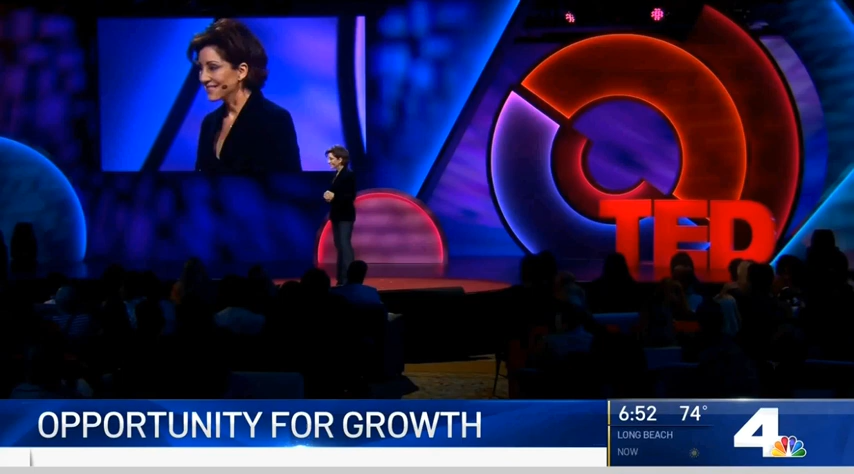 TED
OPPORTUNITY FOR GROWTH
6:52 74°
LONG BEACH
NOW
4